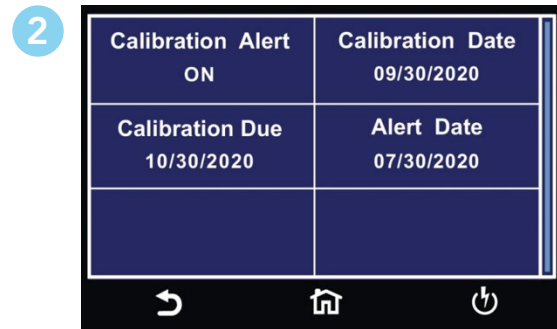 2
Calibration Alert
ON
Calibration Date
09/30/2020
Calibration Due
10/30/2020
Alert Date
07/30/2020